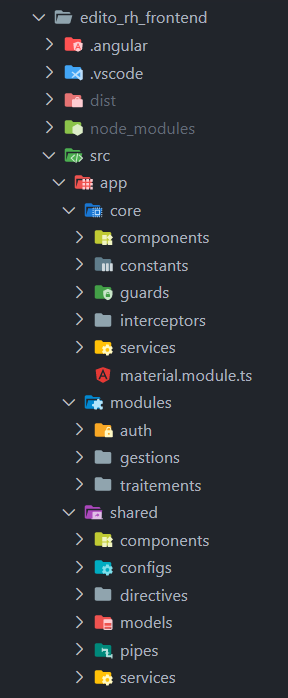 edito_rh_frontend
.angular
.vscode
dist
node_modules
src
app
core
components
constants
guards
interceptors
services
material.module.ts
modules
auth
gestions
traitements
shared
components
configs
directives
models
pipes
services